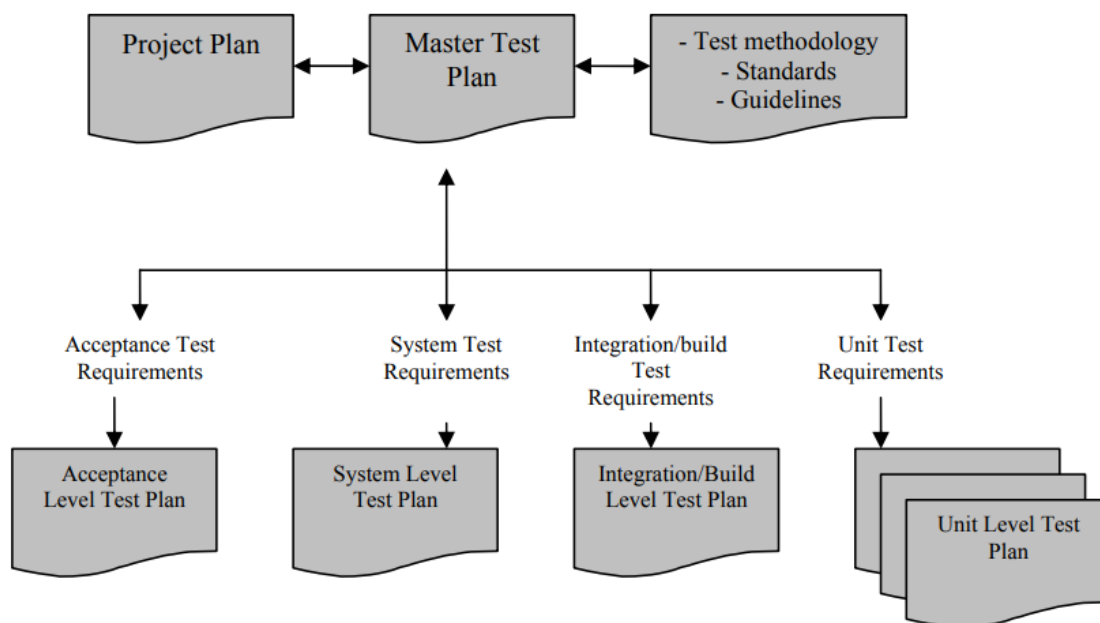 Project Plan
Master Test
Plan
- Test methodology
- Standards
- Guidelines
Acceptance Test
Requirements
System Test
Requirements
Integration/build
Test
Requirements
Unit Test
Requirements
Acceptance
Level Test Plan
System Level
Test Plan
Integration/Build
Level Test Plan
Unit Level Test
Plan